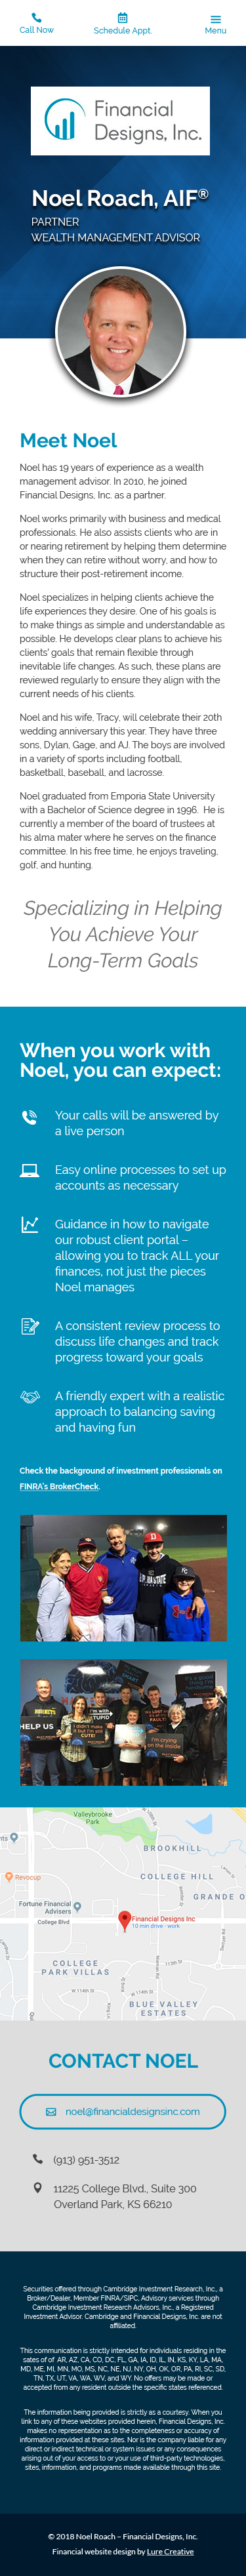 Call Now
Schedule Appt.
Menu
Financial
Designs, Inc.
Noel Roach, AIF®
PARTNER
WEALTH MANAGEMENT ADVISOR
Meet Noel
Noel has 19 years of experience as a wealth
management advisor. In 2010, he joined
Financial Designs, Inc. as a partner.
Noel works primarily with business and medical
professionals. He also assists clients who are in
or nearing retirement by helping them determine
when they can retire without worry, and how to
structure their post-retirement income.
Noel specializes in helping clients achieve the
life experiences they desire. One of his goals is
to make things as simple and understandable as
possible. He develops clear plans to achieve his
clients' goals that remain flexible through
inevitable life changes. As such, these plans are
reviewed regularly to ensure they align with the
current needs of his clients.
Noel and his wife, Tracy, will celebrate their 20th
wedding anniversary this year. They have three
sons, Dylan, Gage, and AJ. The boys are involved
in a variety of sports including football,
basketball, baseball, and lacrosse.
Noel graduated from Emporia State University
with a Bachelor of Science degree in 1996. He is
currently a member of the board of trustees at
his alma mater where he serves on the finance
committee. In his free time, he enjoys traveling,
golf, and hunting.
Specializing in Helping
You Achieve Your
Long-Term Goals
When you work with
Noel, you can expect:
Your calls will be answered by
a live person
Easy online processes to set up
accounts as necessary
Guidance in how to navigate
our robust client portal –
allowing you to track ALL your
finances, not just the pieces
Noel manages
A consistent review process to
discuss life changes and track
progress toward your goals
A friendly expert with a realistic
approach to balancing saving
and having fun
Check the background of investment professionals on
FINRA's BrokerCheck.
HELP US
I'm with
STUPID
I'm crying
on the
inside
Valleybrooke
Park
BROOKHILL
Revocup
COLLEGE HILL
GRANDE O
Fortune Financial
Advisers
College Blvd
Financial Designs Inc
10 min drive - work
COLLEGE
PARK VILLAS
W 112th St
W 114th St
BLUE VALLEY
ESTATES
CONTACT NOEL
noel@financialdesignsinc.com
(913) 951-3512
11225 College Blvd., Suite 300
Overland Park, KS 66210
Securities offered through Cambridge Investment Research, Inc., a
Broker/Dealer, Member FINRA/SIPC. Advisory services through
Cambridge Investment Research Advisors, Inc., a Registered
Investment Advisor. Cambridge and Financial Designs, Inc. are not
affiliated.
This communication is strictly intended for individuals residing in the
states of of AR, AZ, CA, CO, DC, FL, GA, IA, ID, IL, IN, KS, KY, LA, MA,
MD, ME, MI, MN, MO, MS, NC, NE, NJ, NY, OH, OK, OR, PA, RI, SC, SD,
TN, TX, UT, VA, WA, WV, and WY. No offers may be made or
accepted from any resident outside the specific states referenced.
The information being provided is strictly as a courtesy. When you
link to any of these websites provided herein, Financial Designs, Inc.
makes no representation as to the completeness or accuracy of
information provided at these sites. Nor is the company liable for any
direct or indirect technical or system issues or any consequences
arising out of your access to or your use of third-party technologies,
sites, information, and programs made available through this site.
© 2018 Noel Roach – Financial Designs, Inc.
Financial website design by Lure Creative